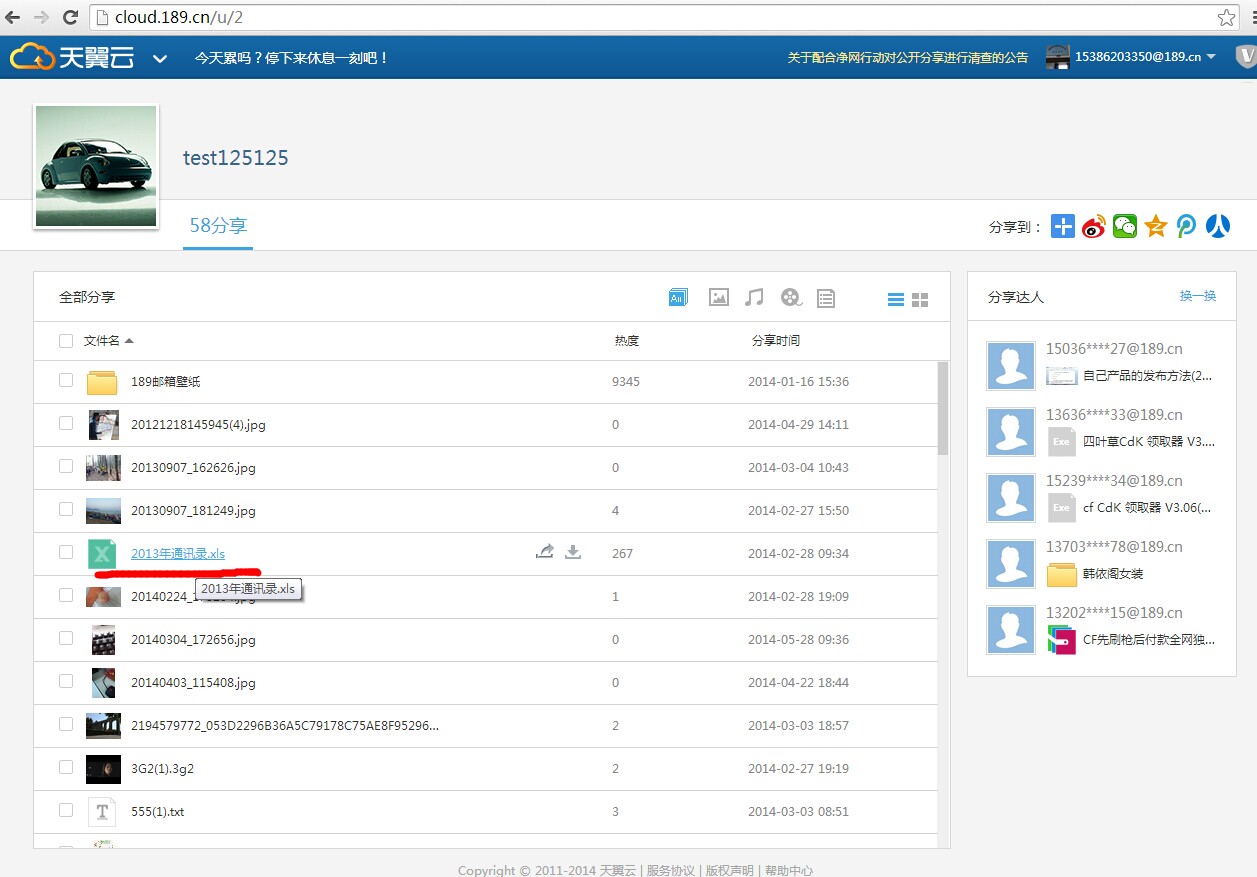 cloud.189.cn/u/2
天翼云 今天累吗？停下来休息一刻吧！ 关于配合净网行动对公开分享进行清查的公告 15386203350@189.cn V
test125125
58分享 分享到：
全部分享 All
文件名 热度 分享时间
189邮箱壁纸 9345 2014-01-16 15:36
20121218145945(4).jpg 0 2014-04-29 14:11
20130907_162626.jpg 0 2014-03-04 10:43
20130907_181249.jpg 4 2014-02-27 15:50
X 2013年通讯录.xls 267 2014-02-28 09:34
2013年通讯录.xls
20140224_ 1 2014-02-28 19:09
20140304_172656.jpg 0 2014-05-28 09:36
20140403_115408.jpg 0 2014-04-22 18:44
2194579772_053D2296B36A5C79178C75AE8F95296... 2 2014-03-03 18:57
3G2(1).3g2 2 2014-02-27 19:19
T 555(1).txt 3 2014-03-03 08:51
分享达人 换一换
15036****27@189.cn
自己产品的发布方法(2...
13636****33@189.cn
Exe 四叶草CdK 领取器 V3....
15239****34@189.cn
Exe cf CdK 领取器 V3.06(...
13703****78@189.cn
韩依阁女装
13202****15@189.cn
CF先刷枪后付款全网独...
Copyright © 2011-2014 天翼云 | 服务协议 | 版权声明 | 帮助中心